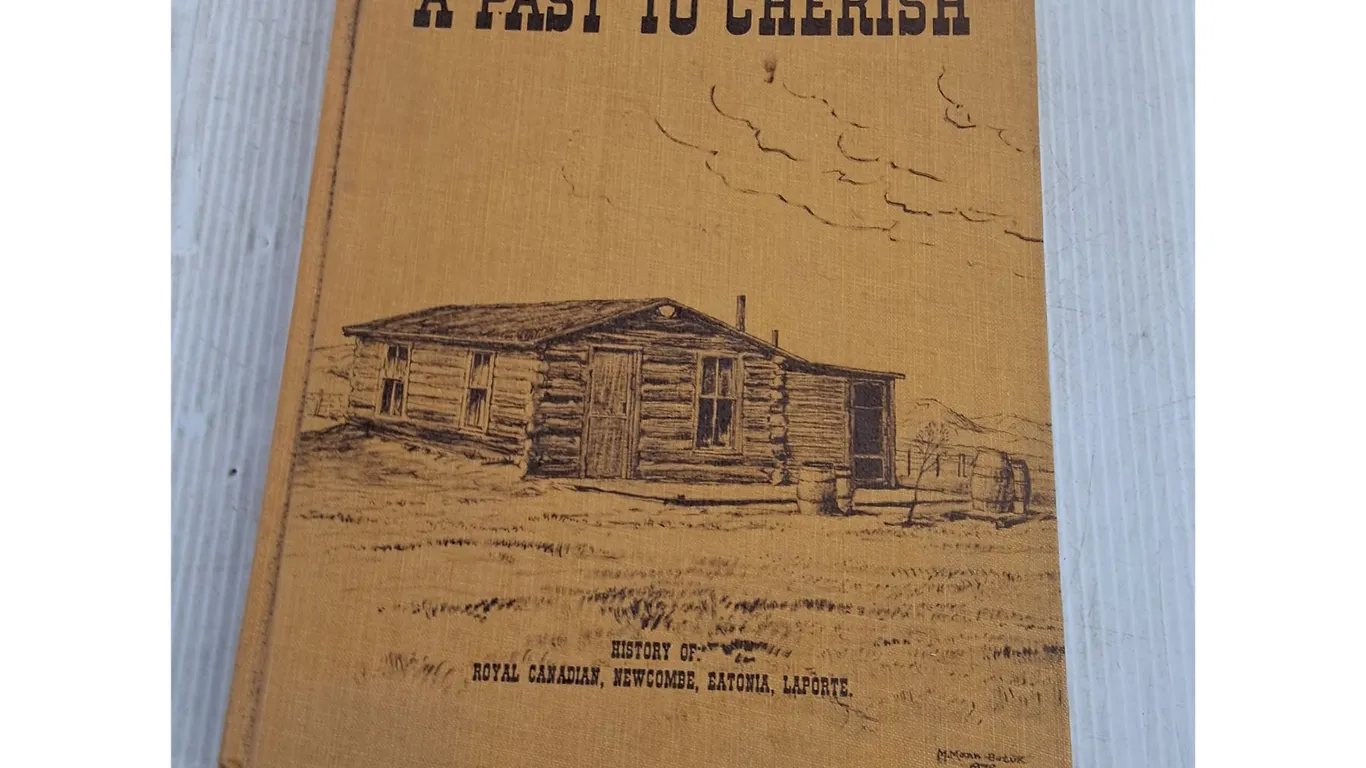 A PAST TO CHERISH
HISTORY OF:
ROYAL CANADIAN, NEWCOMBE, EATONIA, LAPORTE.